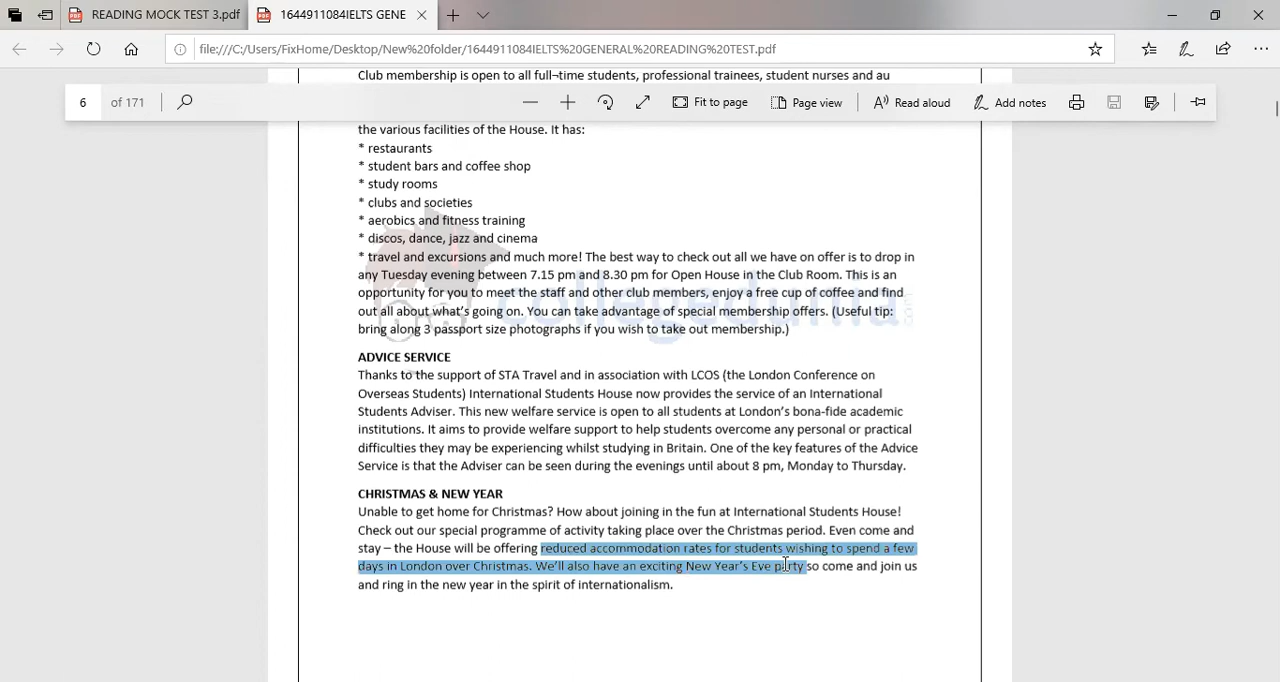 READING MOCK TEST 3.pdf
1644911084IELTS GENE
file:///C:/Users/FixHome/Desktop/New%20folder/1644911084IELTS%20GENERAL%20READING%20TEST.pdf
Club membership is open to all full¬time students, professional trainees, student nurses and au
6 of 171 Fit to page Page view Read aloud Add notes
the various facilities of the House. It has:
* restaurants
* student bars and coffee shop
* study rooms
* clubs and societies
* aerobics and fitness training
* discos, dance, jazz and cinema
* travel and excursions and much more! The best way to check out all we have on offer is to drop in
any Tuesday evening between 7.15 pm and 8.30 pm for Open House in the Club Room. This is an
opportunity for you to meet the staff and other club members, enjoy a free cup of coffee and find
out all about what's going on. You can take advantage of special membership offers. (Useful tip:
bring along 3 passport size photographs if you wish to take out membership.)
collegedunia
.com
ADVICE SERVICE
Thanks to the support of STA Travel and in association with LCOS (the London Conference on
Overseas Students) International Students House now provides the service of an International
Students Adviser. This new welfare service is open to all students at London's bona-fide academic
institutions. It aims to provide welfare support to help students overcome any personal or practical
difficulties they may be experiencing whilst studying in Britain. One of the key features of the Advice
Service is that the Adviser can be seen during the evenings until about 8 pm, Monday to Thursday.
CHRISTMAS & NEW YEAR
Unable to get home for Christmas? How about joining in the fun at International Students House!
Check out our special programme of activity taking place over the Christmas period. Even come and
stay – the House will be offering reduced accommodation rates for students wishing to spend a few
days in London over Christmas. We'll also have an exciting New Year's Eve party so come and join us
and ring in the new year in the spirit of internationalism.